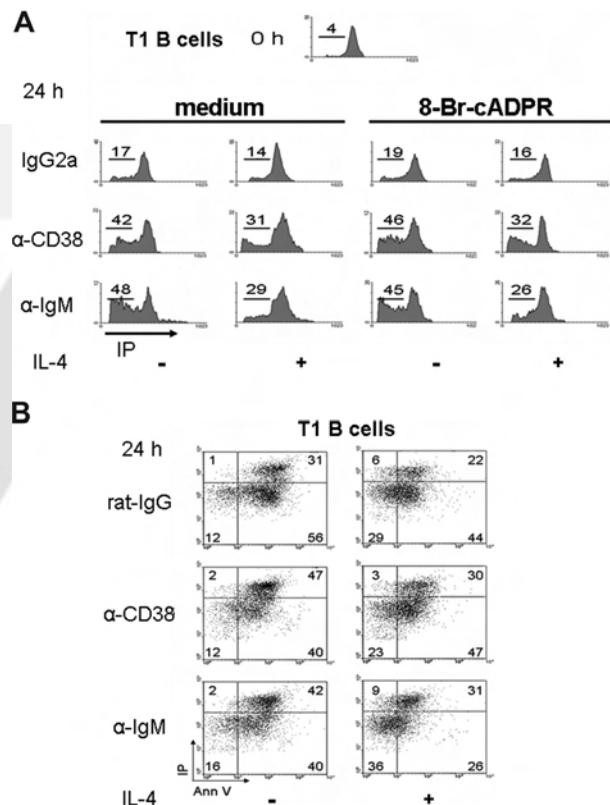 A
T1 B cells 0 h 4
24 h
medium 8-Br-cADPR
IgG2a 17 14 19 16
α-CD38 42 31 46 32
α-IgM 48 29 45 26
IP
IL-4 - + - +
B
T1 B cells
24 h
rat-IgG
1 31 6 22
12 56 29 44
α-CD38
2 47 3 30
12 40 23 47
α-IgM
2 42 9 31
16 40 36 26
IP
Ann V
IL-4 - +